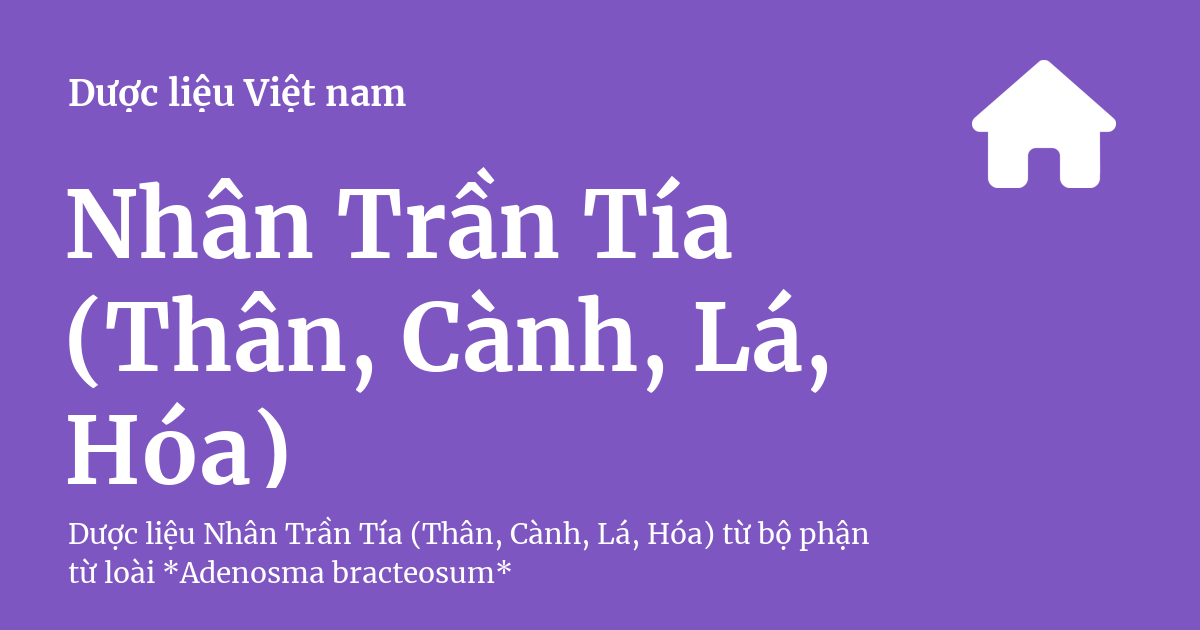 Dược liệu Việt nam
Nhân Trần Tía
(Thân, Cành, Lá,
Hóa)
Dược liệu Nhân Trần Tía (Thân, Cành, Lá, Hóa) từ bộ phận
từ loài *Adenosma bracteosum*